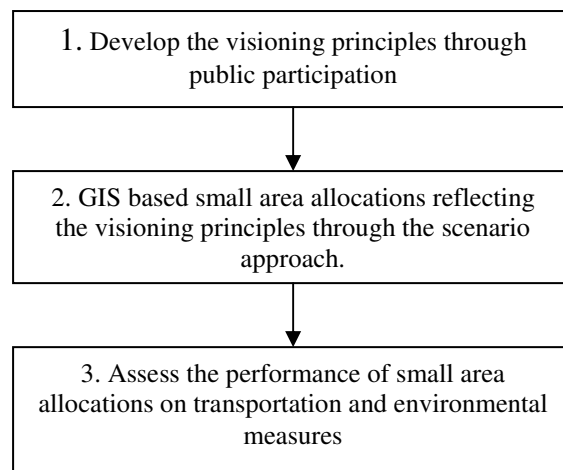 1. Develop the visioning principles through
public participation
2. GIS based small area allocations reflecting
the visioning principles through the scenario
approach.
3. Assess the performance of small area
allocations on transportation and environmental
measures